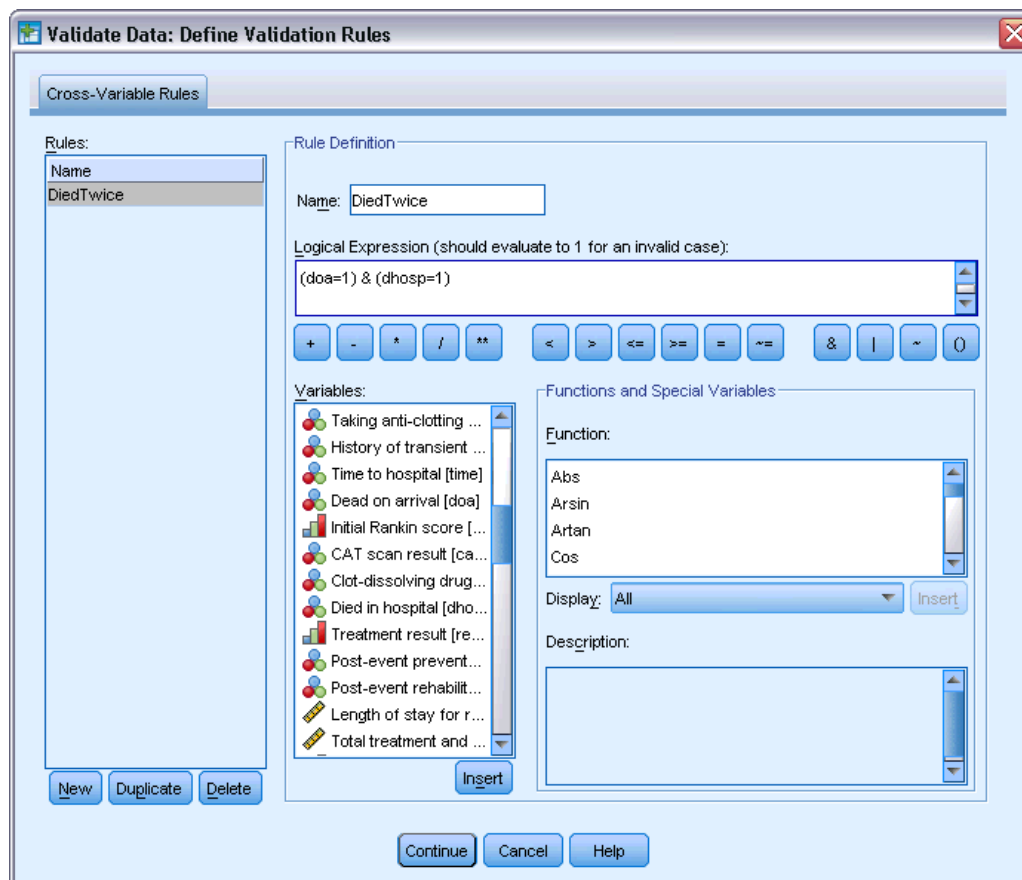 Validate Data: Define Validation Rules
Cross-Variable Rules
Rules:
Name
DiedTwice
Rule Definition
Name: DiedTwice
Logical Expression (should evaluate to 1 for an invalid case):
(doa=1) & (dhosp=1)
+ - * / ** < > <= >= = ~= & | ~ ()
Variables:
Taking anti-clotting ...
History of transient ...
Time to hospital [time]
Dead on arrival [doa]
Initial Rankin score [...
CAT scan result [ca...
Clot-dissolving drug...
Died in hospital [dho...
Treatment result [re...
Post-event prevent...
Post-event rehabilit...
Length of stay for r...
Total treatment and ...
Insert
Functions and Special Variables
Function:
Abs
Arsin
Artan
Cos
Display: All Insert
Description:
New Duplicate Delete
Continue Cancel Help